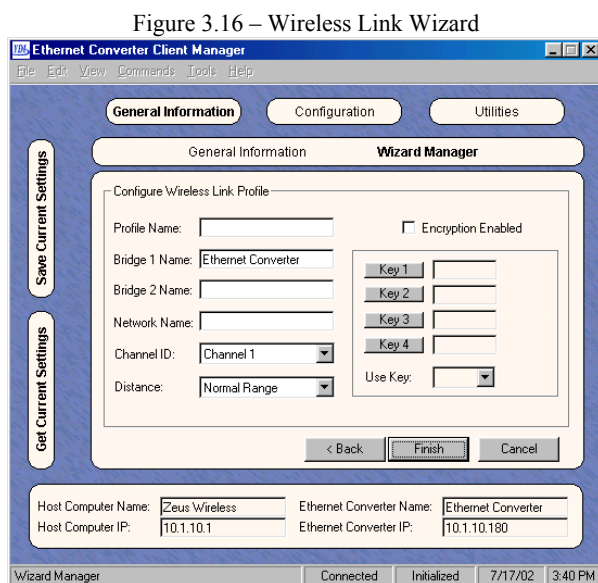 Figure 3.16 – Wireless Link Wizard
YDI Ethernet Converter Client Manager
File Edit View Commands Tools Help
General Information Configuration Utilities
General Information Wizard Manager
Save Current Settings
Get Current Settings
Configure Wireless Link Profile
Profile Name: Encryption Enabled
Bridge 1 Name: Ethernet Converter Key 1
Bridge 2 Name: Key 2
Network Name: Key 3
Key 4
Channel ID: Channel 1
Use Key:
Distance: Normal Range
< Back Finish Cancel
Host Computer Name: Zeus Wireless Ethernet Converter Name: Ethernet Converter
Host Computer IP: 10.1.10.1 Ethernet Converter IP: 10.1.10.180
Wizard Manager Connected Initialized 7/17/02 3:40 PM